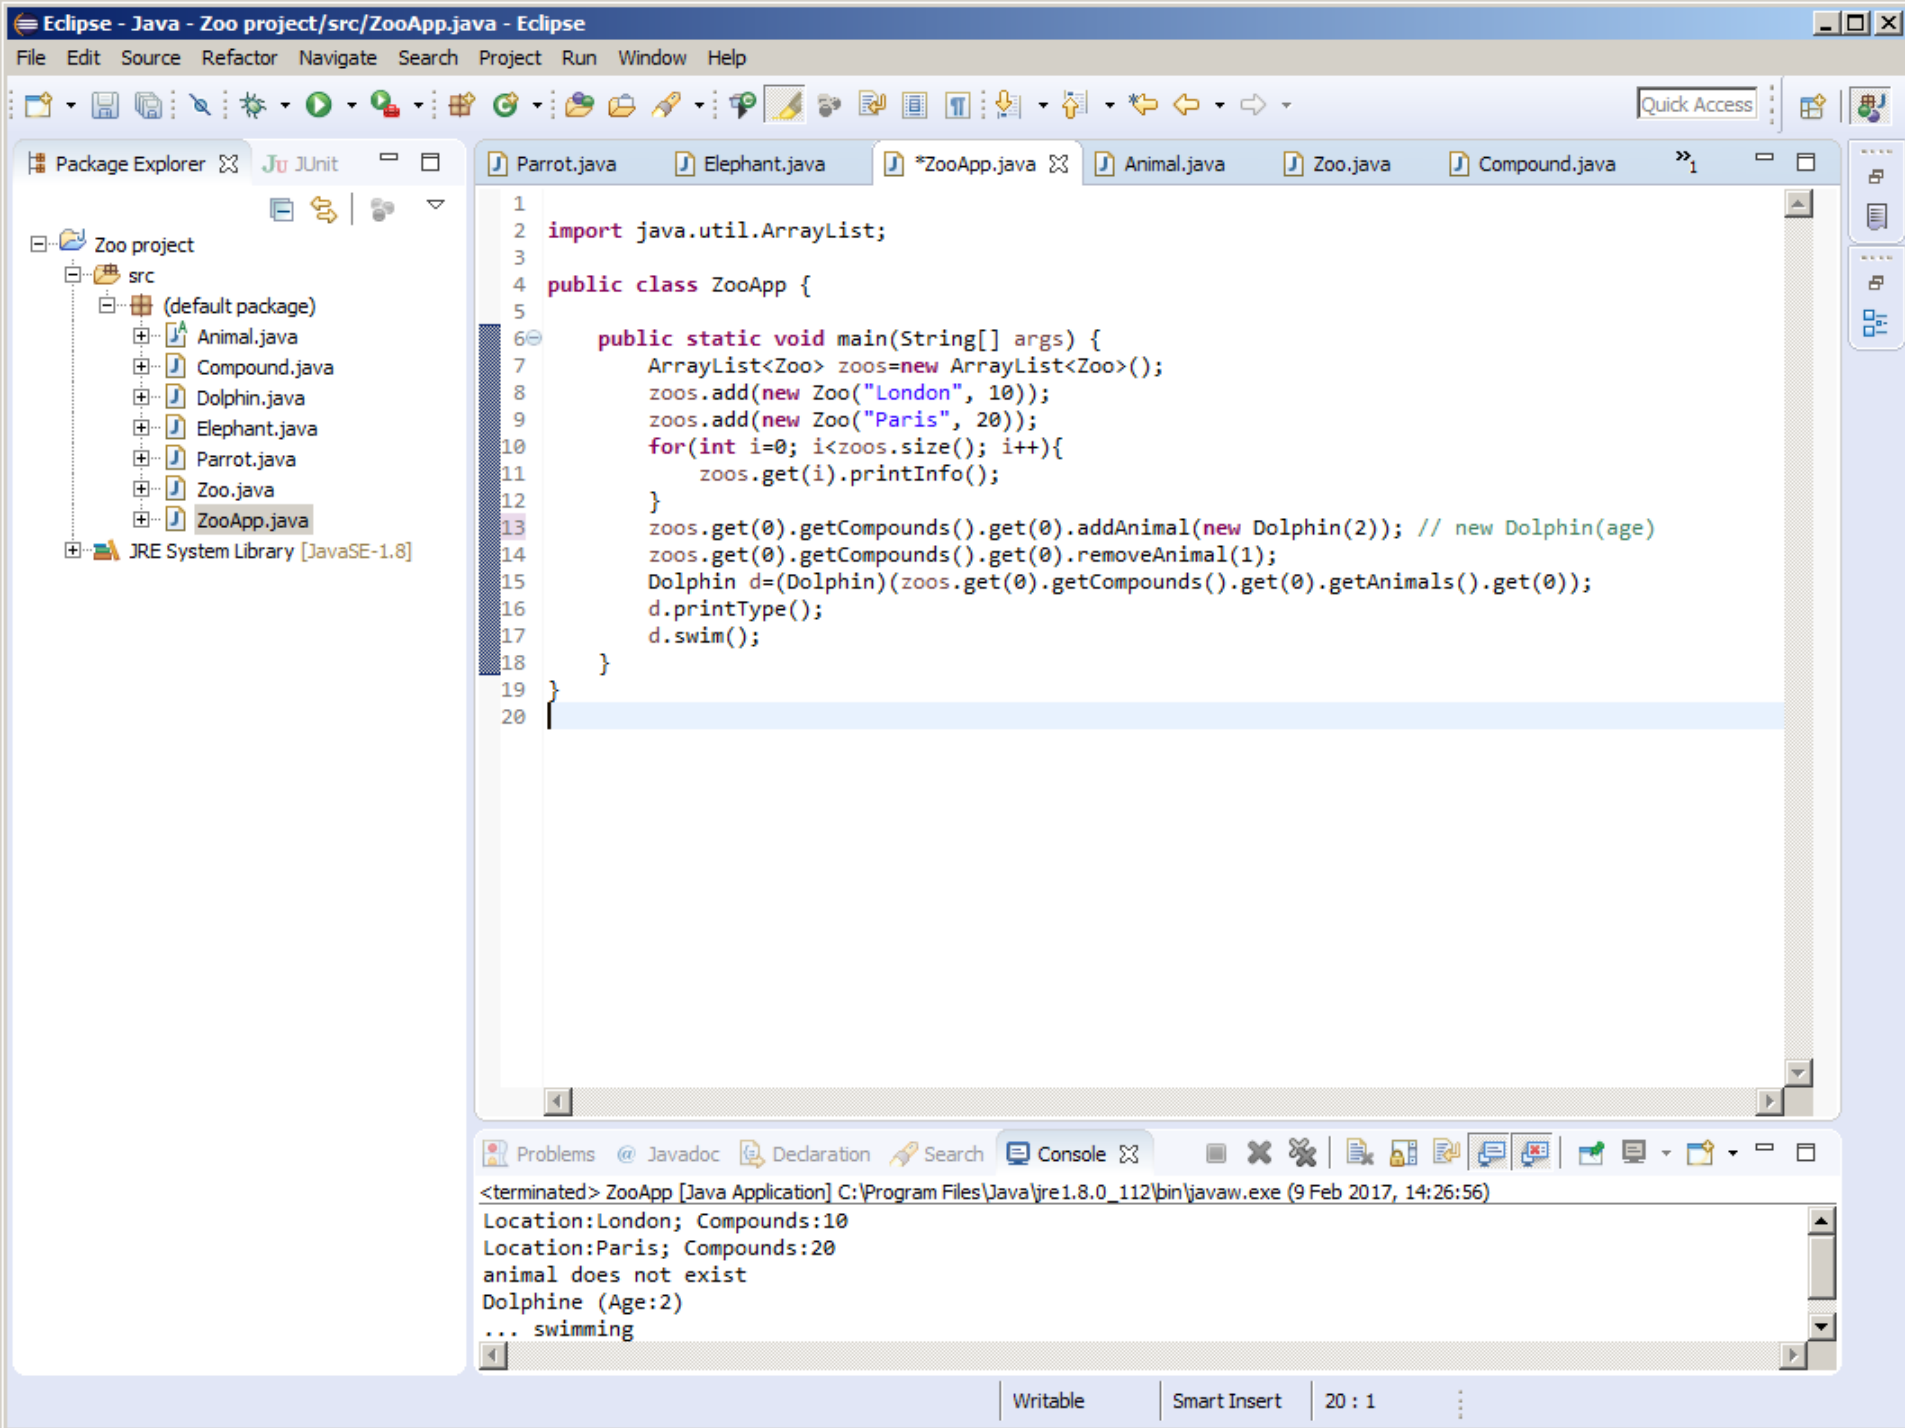 Eclipse - Java - Zoo project/src/ZooApp.java - Eclipse
File Edit Source Refactor Navigate Search Project Run Window Help
Quick Access
Package Explorer JUnit
Parrot.java Elephant.java *ZooApp.java Animal.java Zoo.java Compound.java »1
Zoo project
src
(default package)
Animal.java
Compound.java
Dolphin.java
Elephant.java
Parrot.java
Zoo.java
ZooApp.java
JRE System Library [JavaSE-1.8]
1
2 import java.util.ArrayList;
3
4 public class ZooApp {
5
6 public static void main(String[] args) {
7 ArrayList<Zoo> zoos=new ArrayList<Zoo>();
8 zoos.add(new Zoo("London", 10));
9 zoos.add(new Zoo("Paris", 20));
10 for(int i=0; i<zoos.size(); i++){
11 zoos.get(i).printInfo();
12 }
13 zoos.get(0).getCompounds().get(0).addAnimal(new Dolphin(2)); // new Dolphin(age)
14 zoos.get(0).getCompounds().get(0).removeAnimal(1);
15 Dolphin d=(Dolphin)(zoos.get(0).getCompounds().get(0).getAnimals().get(0));
16 d.printType();
17 d.swim();
18 }
19 }
20
Problems @ Javadoc Declaration Search Console
<terminated> ZooApp [Java Application] C:\Program Files\Java\jre1.8.0_112\bin\javaw.exe (9 Feb 2017, 14:26:56)
Location:London; Compounds:10
Location:Paris; Compounds:20
animal does not exist
Dolphine (Age:2)
... swimming
Writable Smart Insert 20 : 1